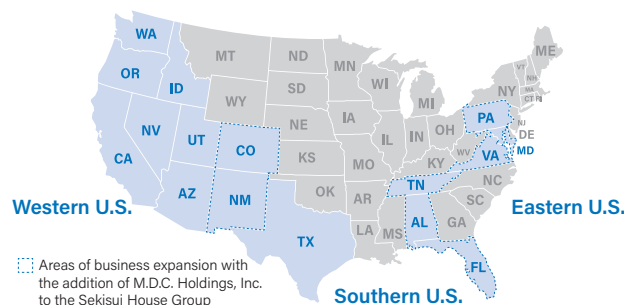 WA
OR
ID
MT
ND
MN
WI
MI
ME
VT
NH
MA
CT RI
NY
WY
SD
IA
NE
NV
UT
CO
CA
AZ
NM
KS
OK
TX
MO
AR
LA
MS
IL
IN
OH
KY
WV
PA
NJ
DE
MD
VA
NC
SC
TN
AL
GA
FL
Western U.S.
Eastern U.S.
Southern U.S.
Areas of business expansion with
the addition of M.D.C. Holdings, Inc.
to the Sekisui House Group